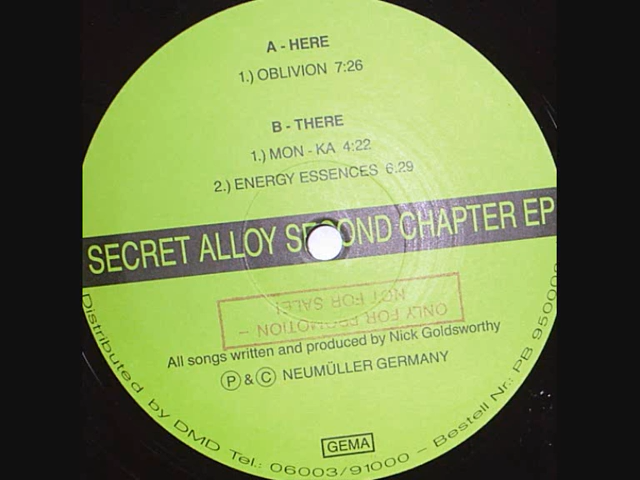 A - HERE
1.) OBLIVION 7:26
B - THERE
1.) MON - KA 4:22
2.) ENERGY ESSENCES 6.29
SECRET ALLOY SECOND CHAPTER EP
ONLY FOR PROMOTION -
NOT FOR SALE!
All songs written and produced by Nick Goldsworthy
P & C NEUMÜLLER GERMANY
GEMA
Distributed by DMD Tel.: 06003/91000 - Bestell Nr.: PB